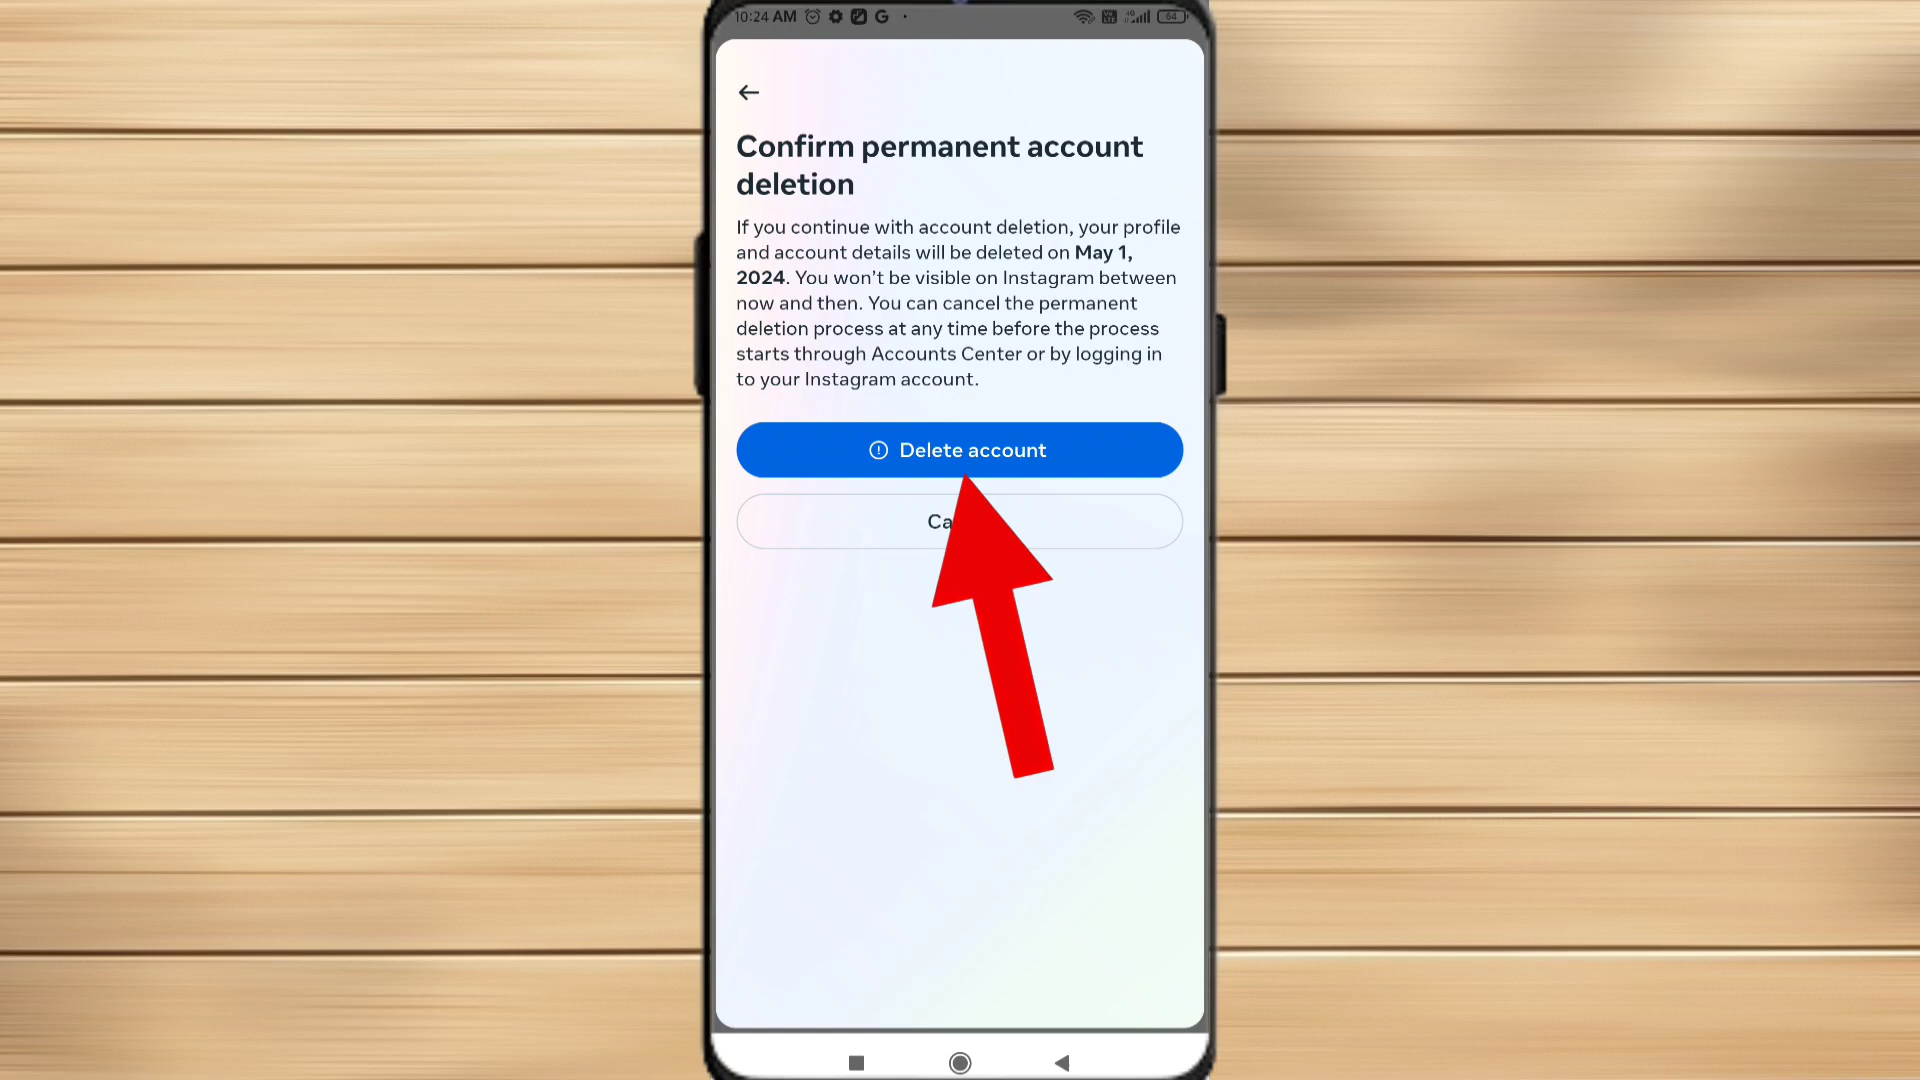 10:24 AM
64
Confirm permanent account
deletion
If you continue with account deletion, your profile
and account details will be deleted on May 1,
2024. You won’t be visible on Instagram between
now and then. You can cancel the permanent
deletion process at any time before the process
starts through Accounts Center or by logging in
to your Instagram account.
Delete account
Ca